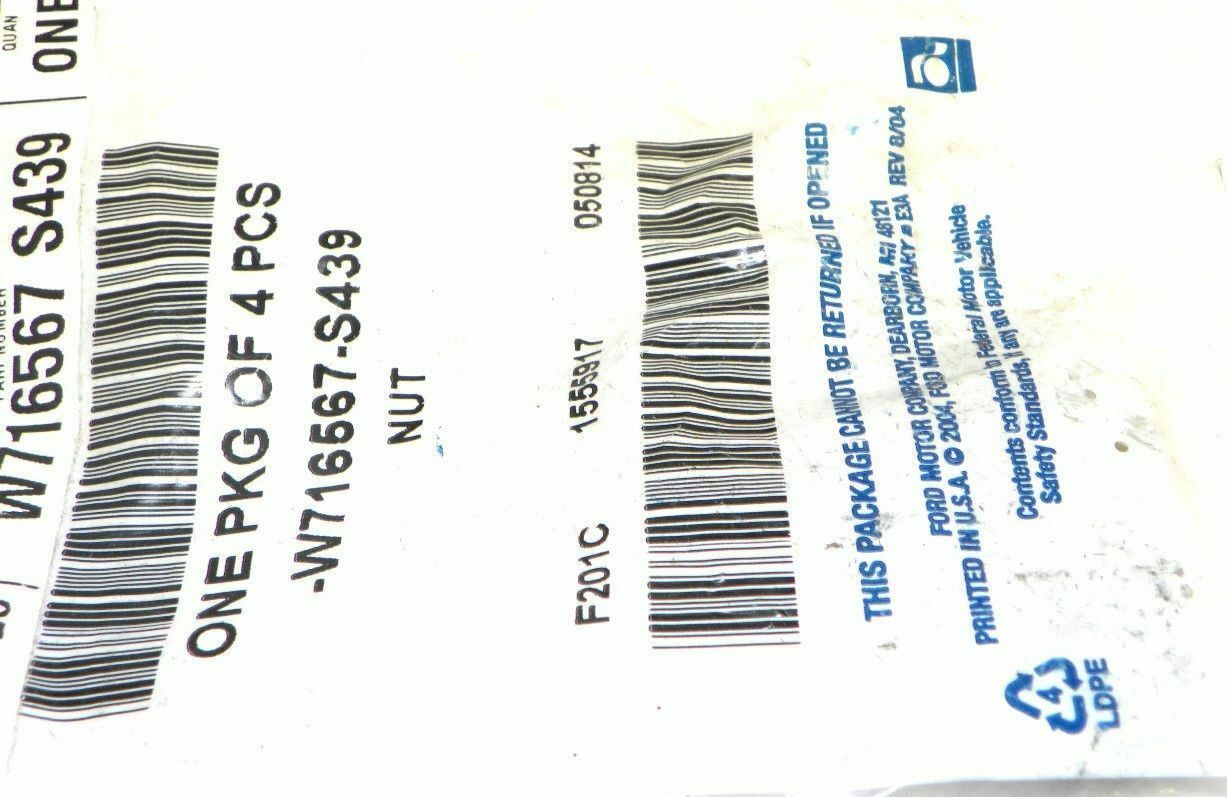 QUAN
W716567 S439
ONE
ONE PKG OF 4 PCS
-W716567-S439
NUT
F201C 1555917 050814
THIS PACKAGE CANNOT BE RETURNED IF OPENED
FORD MOTOR COMPANY, DEARBORN, MI 48121
PRINTED IN U.S.A. © 2004, FORD MOTOR COMPANY E3A REV 8/04
Contents conform to Federal Motor Vehicle
Safety Standards, if any are applicable.
4
LDPE